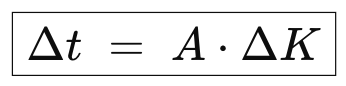 Δt = A · ΔK